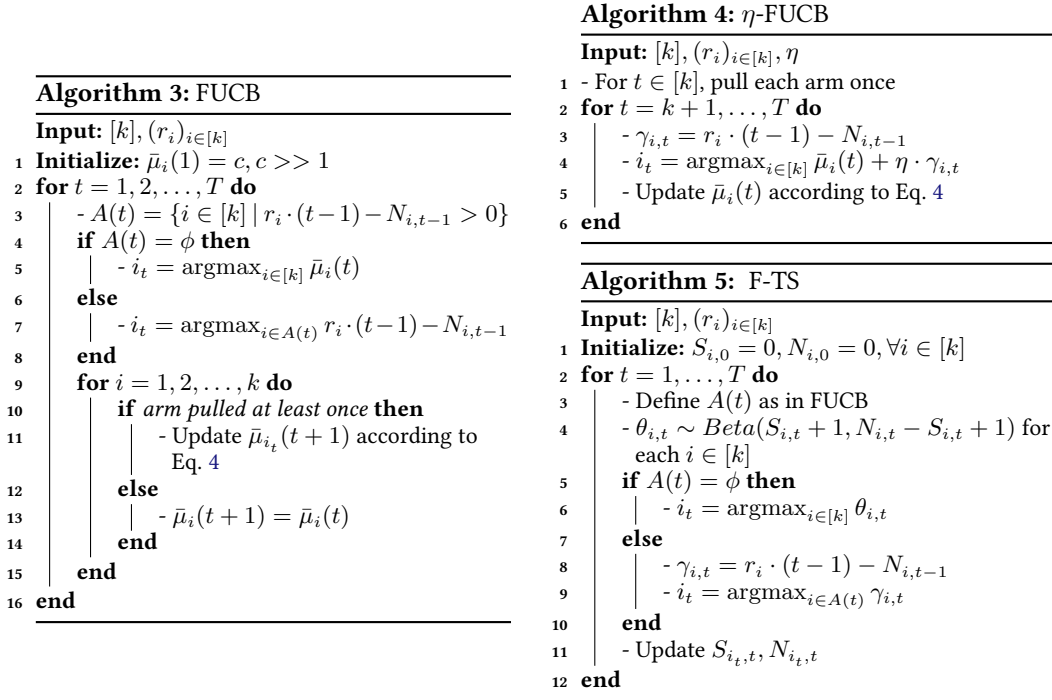 Algorithm 3: FUCB
Input: [k], (r_i)_{i∈[k]}
1 Initialize: μ̄_i(1) = c, c >> 1
2 for t = 1, 2, . . . , T do
3 - A(t) = {i ∈ [k] | r_i·(t−1)−N_{i,t−1} > 0}
4 if A(t) = ϕ then
5 - i_t = argmax_{i∈[k]} μ̄_i(t)
6 else
7 - i_t = argmax_{i∈A(t)} r_i·(t−1)−N_{i,t−1}
8 end
9 for i = 1, 2, . . . , k do
10 if arm pulled at least once then
11 - Update μ̄_{i_t}(t + 1) according to
Eq. 4
12 else
13 - μ̄_i(t + 1) = μ̄_i(t)
14 end
15 end
16 end
Algorithm 4: η-FUCB
Input: [k], (r_i)_{i∈[k]}, η
1 - For t ∈ [k], pull each arm once
2 for t = k + 1, . . . , T do
3 - γ_{i,t} = r_i · (t − 1) − N_{i,t−1}
4 - i_t = argmax_{i∈[k]} μ̄_i(t) + η · γ_{i,t}
5 - Update μ̄_i(t) according to Eq. 4
6 end
Algorithm 5: F-TS
Input: [k], (r_i)_{i∈[k]}
1 Initialize: S_{i,0} = 0, N_{i,0} = 0, ∀i ∈ [k]
2 for t = 1, . . . , T do
3 - Define A(t) as in FUCB
4 - θ_{i,t} ∼ Beta(S_{i,t} + 1, N_{i,t} − S_{i,t} + 1) for
each i ∈ [k]
5 if A(t) = ϕ then
6 - i_t = argmax_{i∈[k]} θ_{i,t}
7 else
8 - γ_{i,t} = r_i · (t − 1) − N_{i,t−1}
9 - i_t = argmax_{i∈A(t)} γ_{i,t}
10 end
11 - Update S_{i_t,t}, N_{i_t,t}
12 end